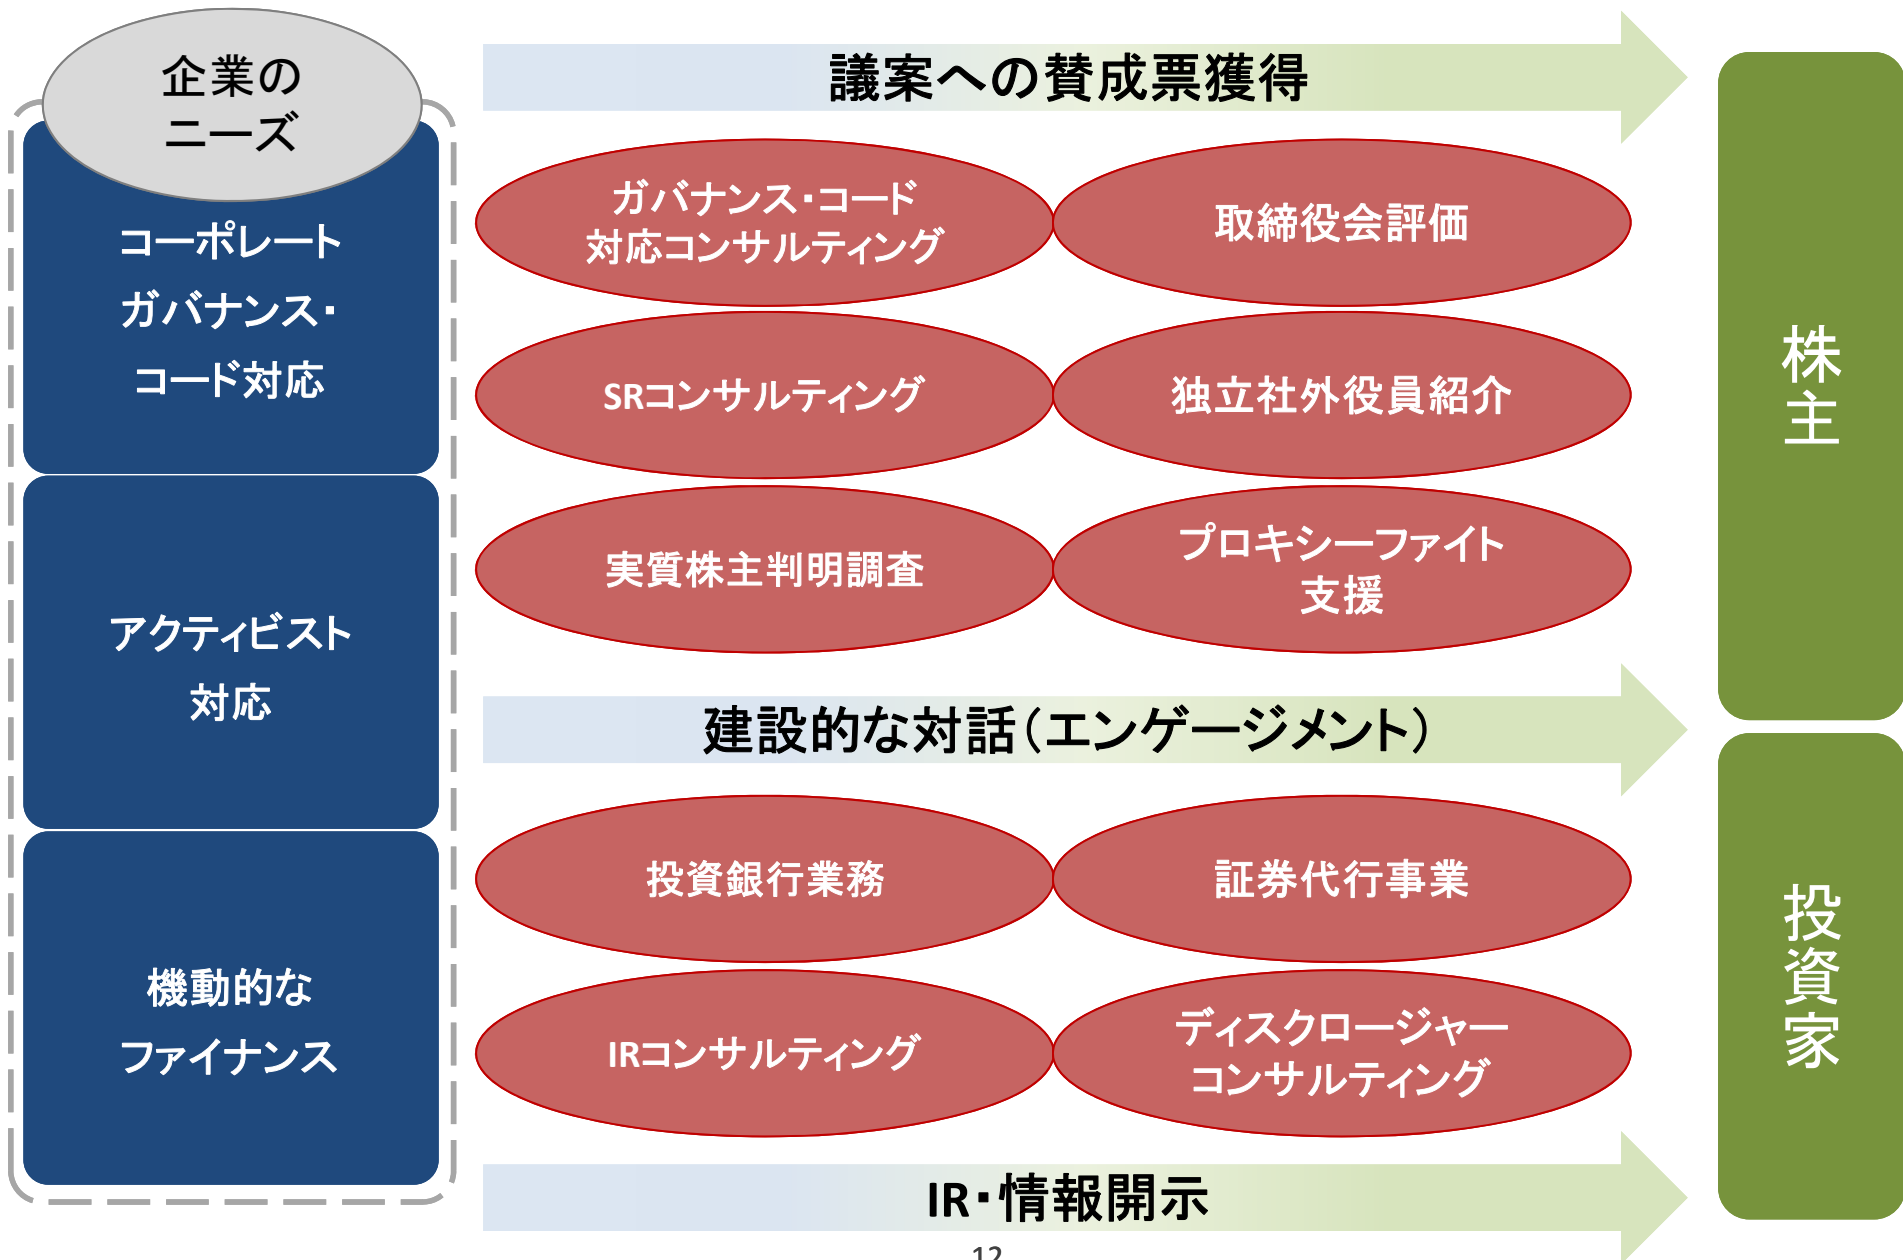 企業の
ニーズ
コーポレート
ガバナンス・
コード対応
アクティビスト
対応
機動的な
ファイナンス
議案への賛成票獲得
ガバナンス・コード
対応コンサルティング
取締役会評価
SRコンサルティング
独立社外役員紹介
実質株主判明調査
プロキシーファイト
支援
建設的な対話(エンゲージメント)
投資銀行業務
証券代行事業
IRコンサルティング
ディスクロージャー
コンサルティング
IR・情報開示
株主
投資家
12